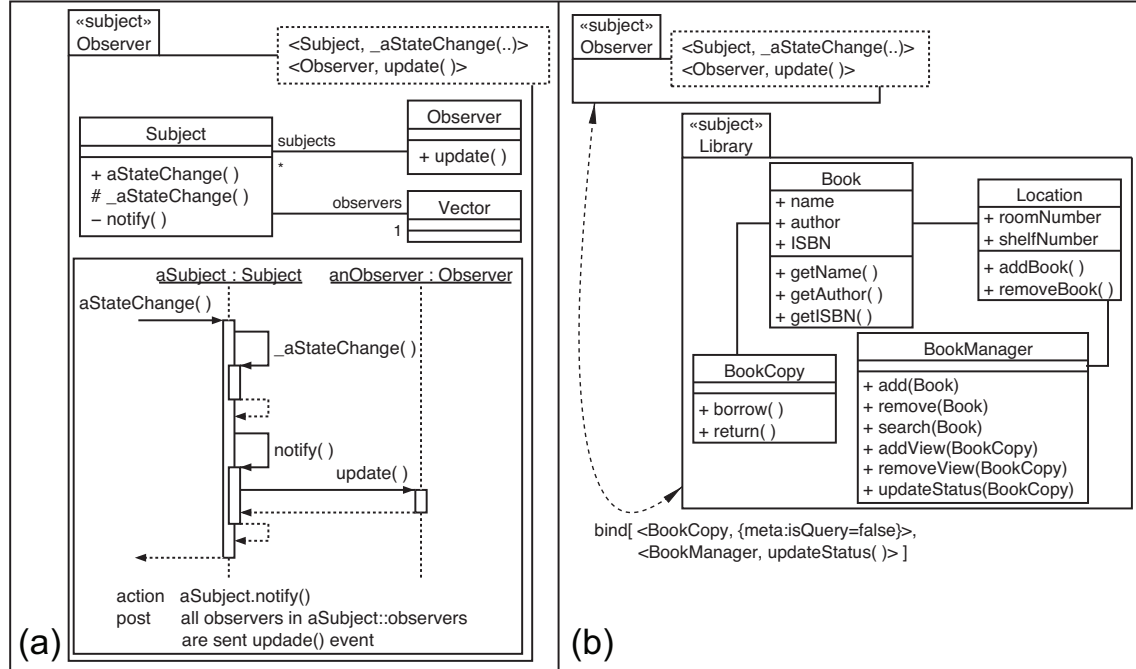 «subject»
Observer
<Subject, _aStateChange(..)>
<Observer, update( )>
Subject
+ aStateChange( )
# _aStateChange( )
– notify( )
subjects
*
Observer
+ update( )
observers
1
Vector
aSubject : Subject
anObserver : Observer
aStateChange( )
_aStateChange( )
notify( )
update( )
action aSubject.notify()
post all observers in aSubject::observers
are sent updade() event
(a)
«subject»
Observer
<Subject, _aStateChange(..)>
<Observer, update( )>
«subject»
Library
Book
+ name
+ author
+ ISBN
+ getName( )
+ getAuthor( )
+ getISBN( )
Location
+ roomNumber
+ shelfNumber
+ addBook( )
+ removeBook( )
BookCopy
+ borrow( )
+ return( )
BookManager
+ add(Book)
+ remove(Book)
+ search(Book)
+ addView(BookCopy)
+ removeView(BookCopy)
+ updateStatus(BookCopy)
bind[ <BookCopy, {meta:isQuery=false}>,
<BookManager, updateStatus( )> ]
(b)